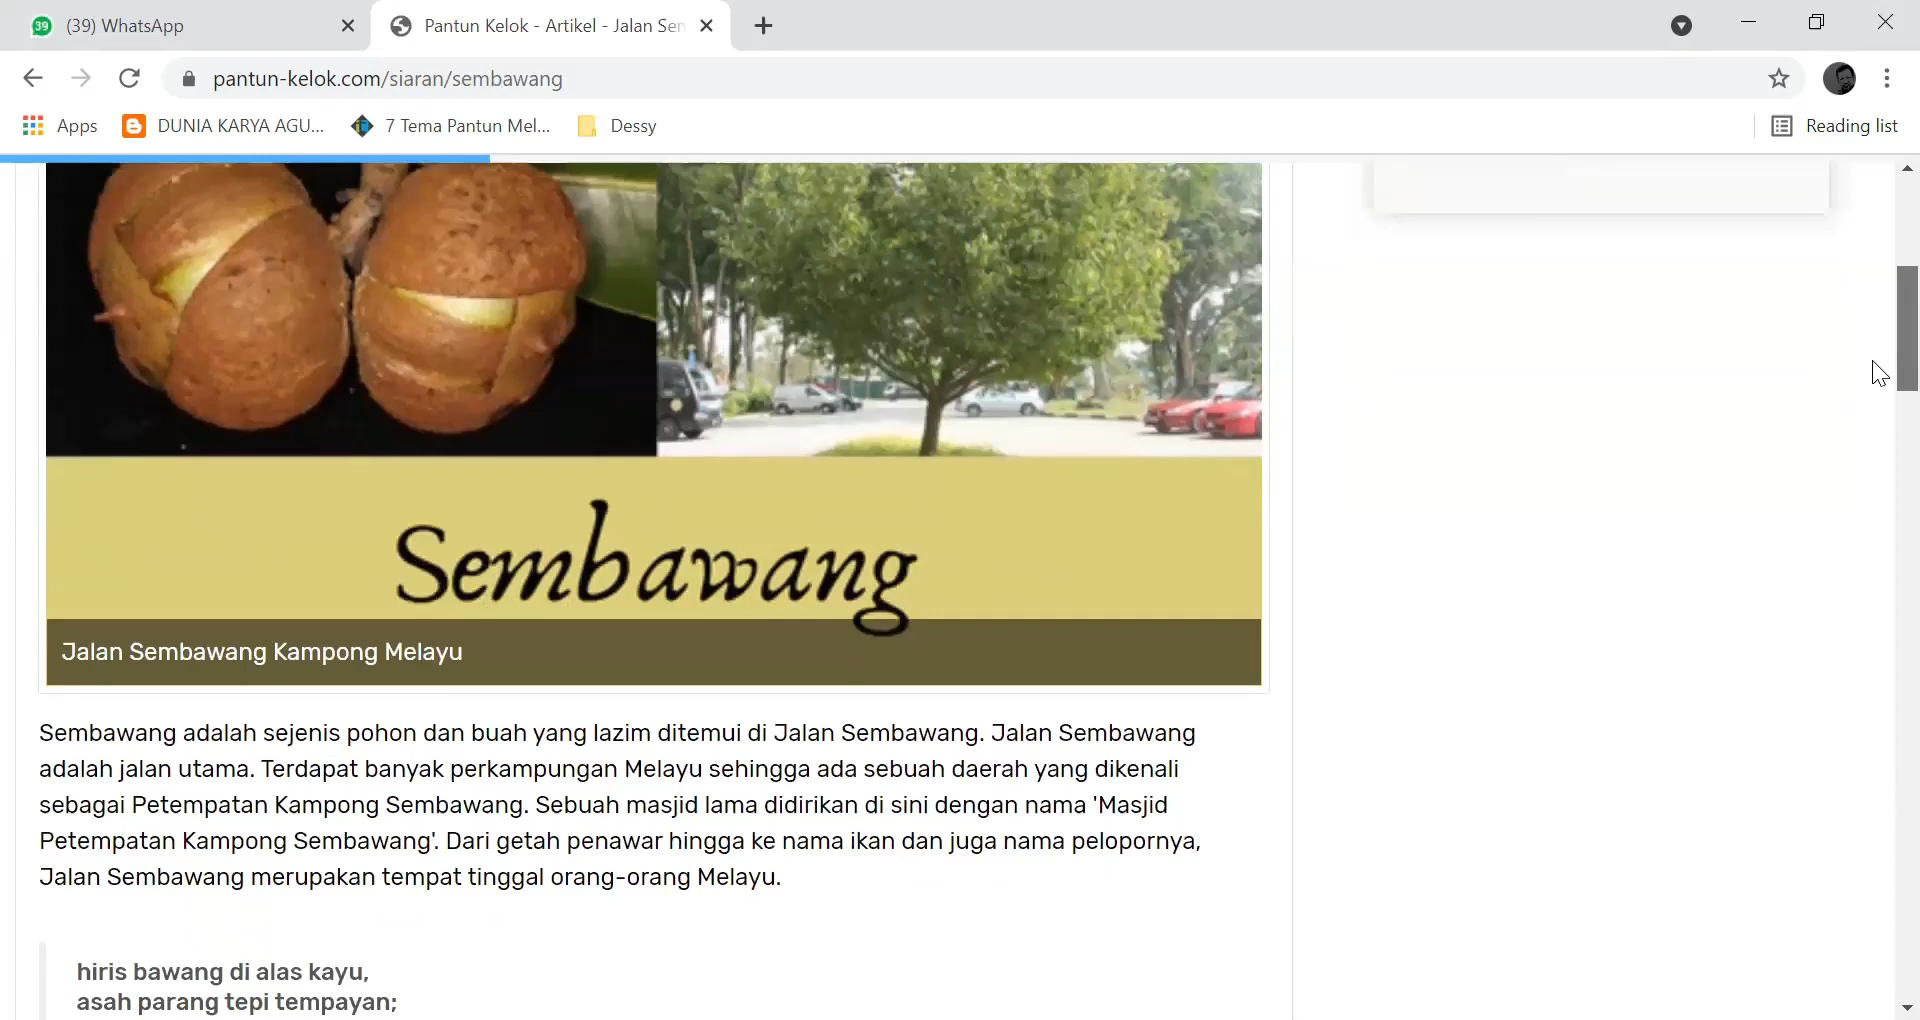 39
(39) WhatsApp
Pantun Kelok - Artikel - Jalan Sen
pantun-kelok.com/siaran/sembawang
Apps
DUNIA KARYA AGU...
7 Tema Pantun Mel...
Dessy
Reading list
Sembawang
Jalan Sembawang Kampong Melayu
Sembawang adalah sejenis pohon dan buah yang lazim ditemui di Jalan Sembawang. Jalan Sembawang
adalah jalan utama. Terdapat banyak perkampungan Melayu sehingga ada sebuah daerah yang dikenali
sebagai Petempatan Kampong Sembawang. Sebuah masjid lama didirikan di sini dengan nama 'Masjid
Petempatan Kampong Sembawang'. Dari getah penawar hingga ke nama ikan dan juga nama pelopornya,
Jalan Sembawang merupakan tempat tinggal orang-orang Melayu.
hiris bawang di alas kayu,
asah parang tepi tempayan;